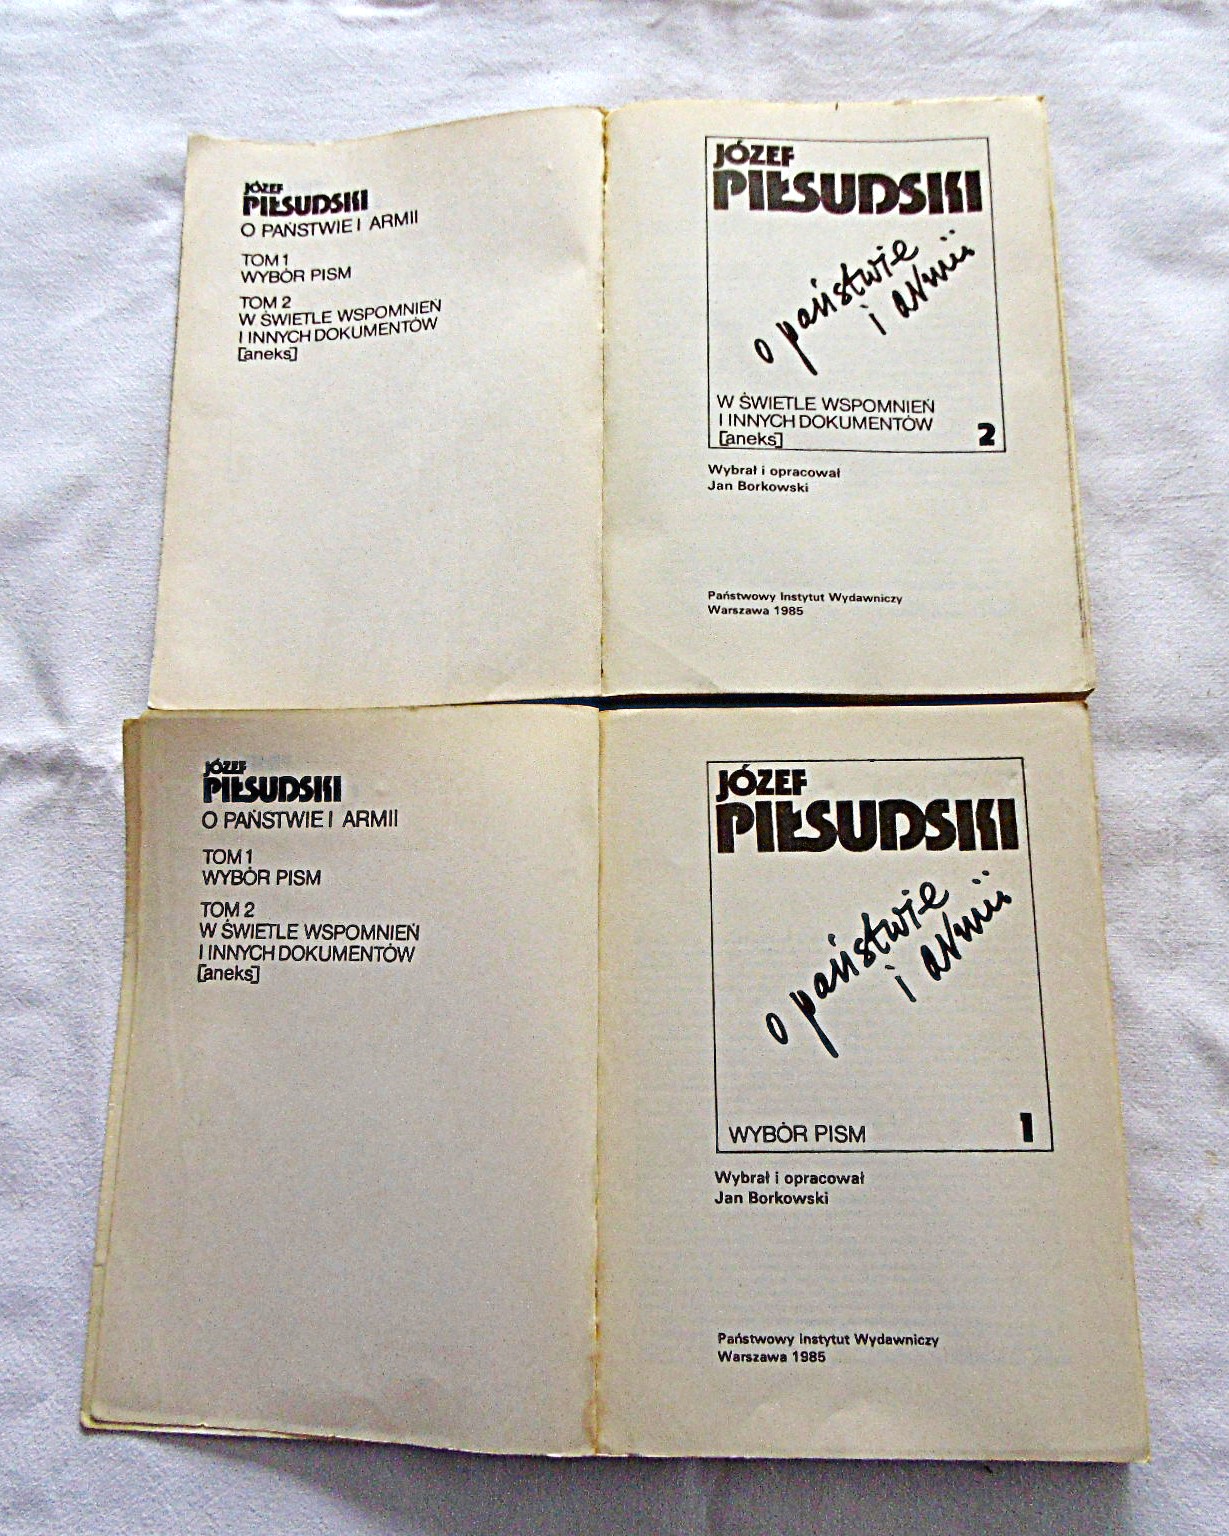 JÓZEF
PIŁSUDSKI
O PAŃSTWIE I ARMII
TOM 1
WYBÓR PISM
TOM 2
W ŚWIETLE WSPOMNIEŃ
I INNYCH DOKUMENTÓW
[aneks]
JÓZEF
PIŁSUDSKI
o państwie
i armii
W ŚWIETLE WSPOMNIEŃ
I INNYCH DOKUMENTÓW
[aneks] 2
Wybrał i opracował
Jan Borkowski
Państwowy Instytut Wydawniczy
Warszawa 1985
JÓZEF
PIŁSUDSKI
O PAŃSTWIE I ARMII
TOM 1
WYBÓR PISM
TOM 2
W ŚWIETLE WSPOMNIEŃ
I INNYCH DOKUMENTÓW
[aneks]
JÓZEF
PIŁSUDSKI
o państwie
i armii
WYBÓR PISM 1
Wybrał i opracował
Jan Borkowski
Państwowy Instytut Wydawniczy
Warszawa 1985